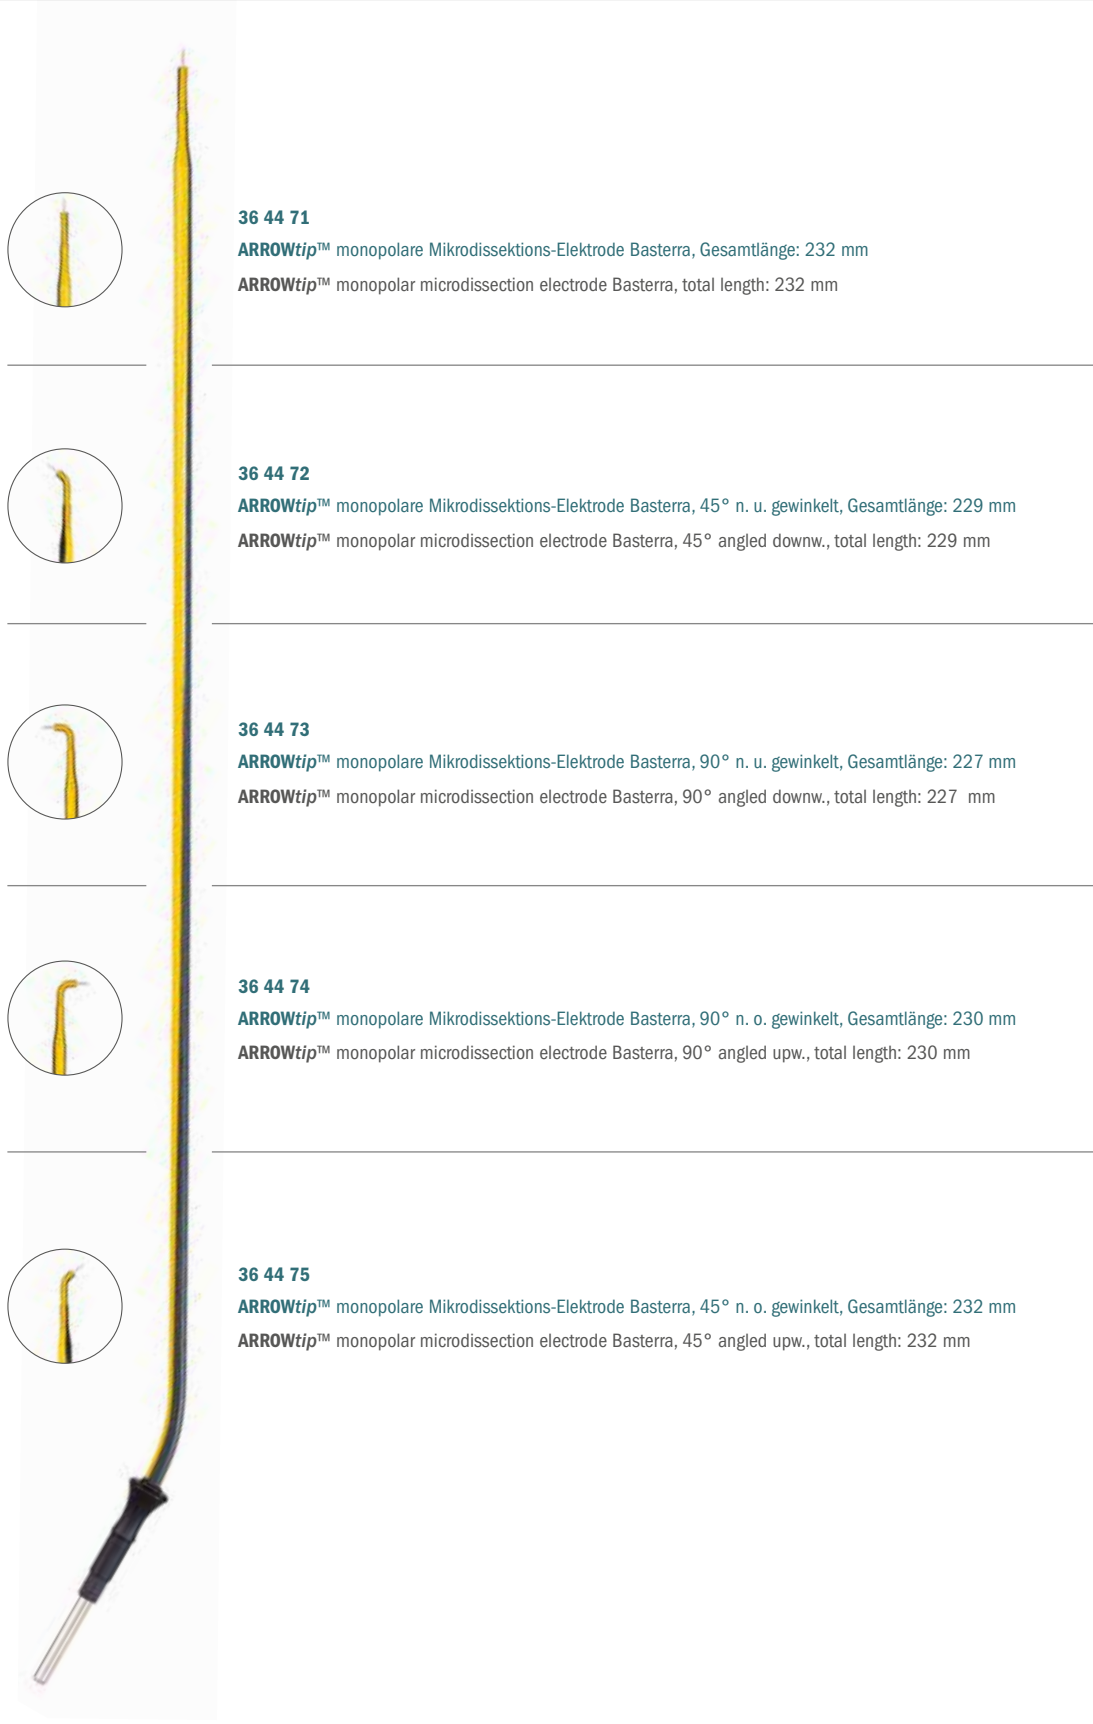 36 44 71
ARROWtip™ monopolare Mikrodissektions-Elektrode Basterra, Gesamtlänge: 232 mm
ARROWtip™ monopolar microdissection electrode Basterra, total length: 232 mm
36 44 72
ARROWtip™ monopolare Mikrodissektions-Elektrode Basterra, 45° n. u. gewinkelt, Gesamtlänge: 229 mm
ARROWtip™ monopolar microdissection electrode Basterra, 45° angled downw., total length: 229 mm
36 44 73
ARROWtip™ monopolare Mikrodissektions-Elektrode Basterra, 90° n. u. gewinkelt, Gesamtlänge: 227 mm
ARROWtip™ monopolar microdissection electrode Basterra, 90° angled downw., total length: 227 mm
36 44 74
ARROWtip™ monopolare Mikrodissektions-Elektrode Basterra, 90° n. o. gewinkelt, Gesamtlänge: 230 mm
ARROWtip™ monopolar microdissection electrode Basterra, 90° angled upw., total length: 230 mm
36 44 75
ARROWtip™ monopolare Mikrodissektions-Elektrode Basterra, 45° n. o. gewinkelt, Gesamtlänge: 232 mm
ARROWtip™ monopolar microdissection electrode Basterra, 45° angled upw., total length: 232 mm